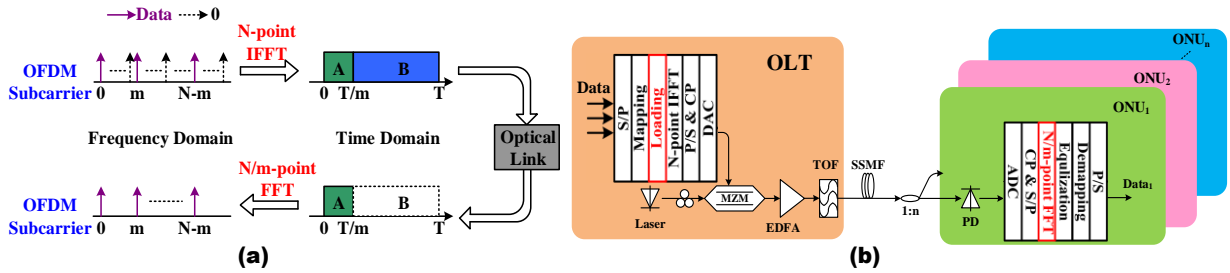 Data
0
N-point
IFFT
OFDM
Subcarrier
0 m N-m
A B
0 T/m T
Frequency Domain
Time Domain
Optical
Link
N/m-point
FFT
OFDM
Subcarrier
0 m N-m
A B
0 T/m T
(a)
OLT
Data
S/P
Mapping
Loading
N-point IFFT
P/S & CP
DAC
Laser
MZM
EDFA
TOF
SSMF
1:n
ONUn
ONU2
ONU1
PD
ADC
CP & S/P
N/m-point FFT
Equlization
Demapping
P/S
Data1
(b)